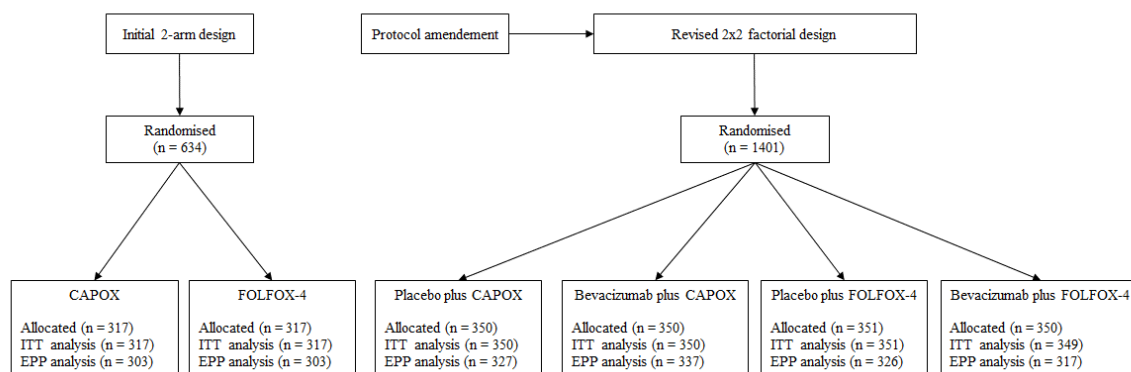 Initial 2-arm design
Protocol amendement
Revised 2x2 factorial design
Randomised
(n = 634)
Randomised
(n = 1401)
CAPOX
Allocated (n = 317)
ITT analysis (n = 317)
EPP analysis (n = 303)
FOLFOX-4
Allocated (n = 317)
ITT analysis (n = 317)
EPP analysis (n = 303)
Placebo plus CAPOX
Allocated (n = 350)
ITT analysis (n = 350)
EPP analysis (n = 327)
Bevacizumab plus CAPOX
Allocated (n = 350)
ITT analysis (n = 350)
EPP analysis (n = 337)
Placebo plus FOLFOX-4
Allocated (n = 351)
ITT analysis (n = 351)
EPP analysis (n = 326)
Bevacizumab plus FOLFOX-4
Allocated (n = 350)
ITT analysis (n = 349)
EPP analysis (n = 317)